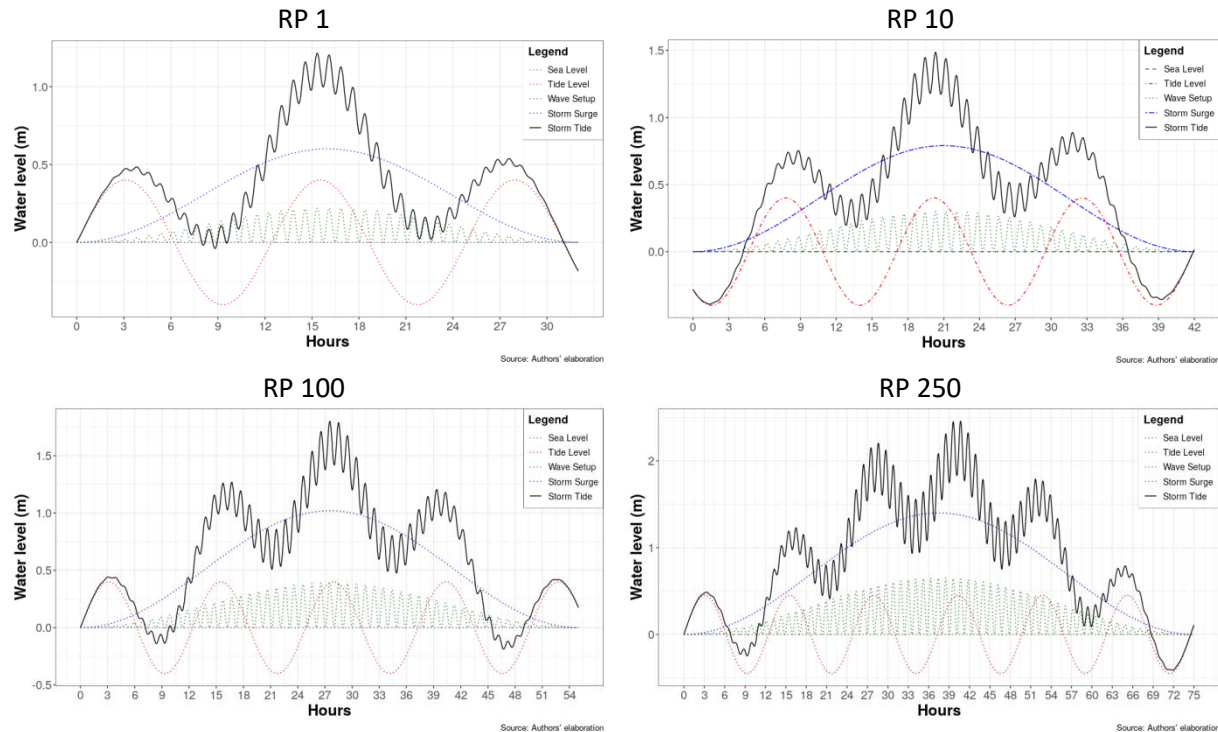 RP 1
Water level (m)
1.0
0.5
0.0
0 3 6 9 12 15 18 21 24 27 30
Hours
Source: Authors' elaboration
Legend
Sea Level
Tide Level
Wave Setup
Storm Surge
Storm Tide
RP 10
Water level (m)
1.5
1.0
0.5
0.0
0 3 6 9 12 15 18 21 24 27 30 33 36 39 42
Hours
Source: Authors' elaboration
Legend
Sea Level
Tide Level
Wave Setup
Storm Surge
Storm Tide
RP 100
Water level (m)
1.5
1.0
0.5
0.0
-0.5
0 3 6 9 12 15 18 21 24 27 30 33 36 39 42 45 48 51 54
Hours
Source: Authors' elaboration
Legend
Sea Level
Tide Level
Wave Setup
Storm Surge
Storm Tide
RP 250
Water level (m)
2
1
0
0 3 6 9 12 15 18 21 24 27 30 33 36 39 42 45 48 51 54 57 60 63 66 69 72 75
Hours
Source: Authors' elaboration
Legend
Sea Level
Tide Level
Wave Setup
Storm Surge
Storm Tide